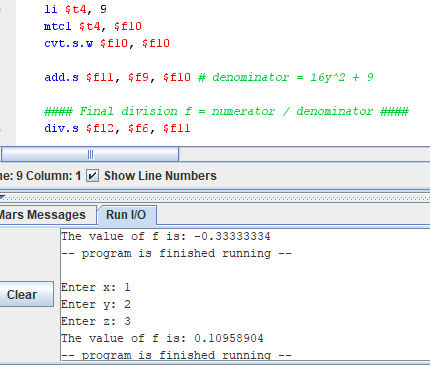 li $t4, 9
mtc1 $t4, $f10
cvt.s.w $f10, $f10
add.s $f11, $f9, $f10 # denominator = 16y^2 + 9
#### Final division f = numerator / denominator ####
div.s $f12, $f6, $f11
ne: 9 Column: 1 Show Line Numbers
Mars Messages Run I/O
The value of f is: -0.33333334
-- program is finished running --
Enter x: 1
Clear
Enter y: 2
Enter z: 3
The value of f is: 0.10958904
-- program is finished running --